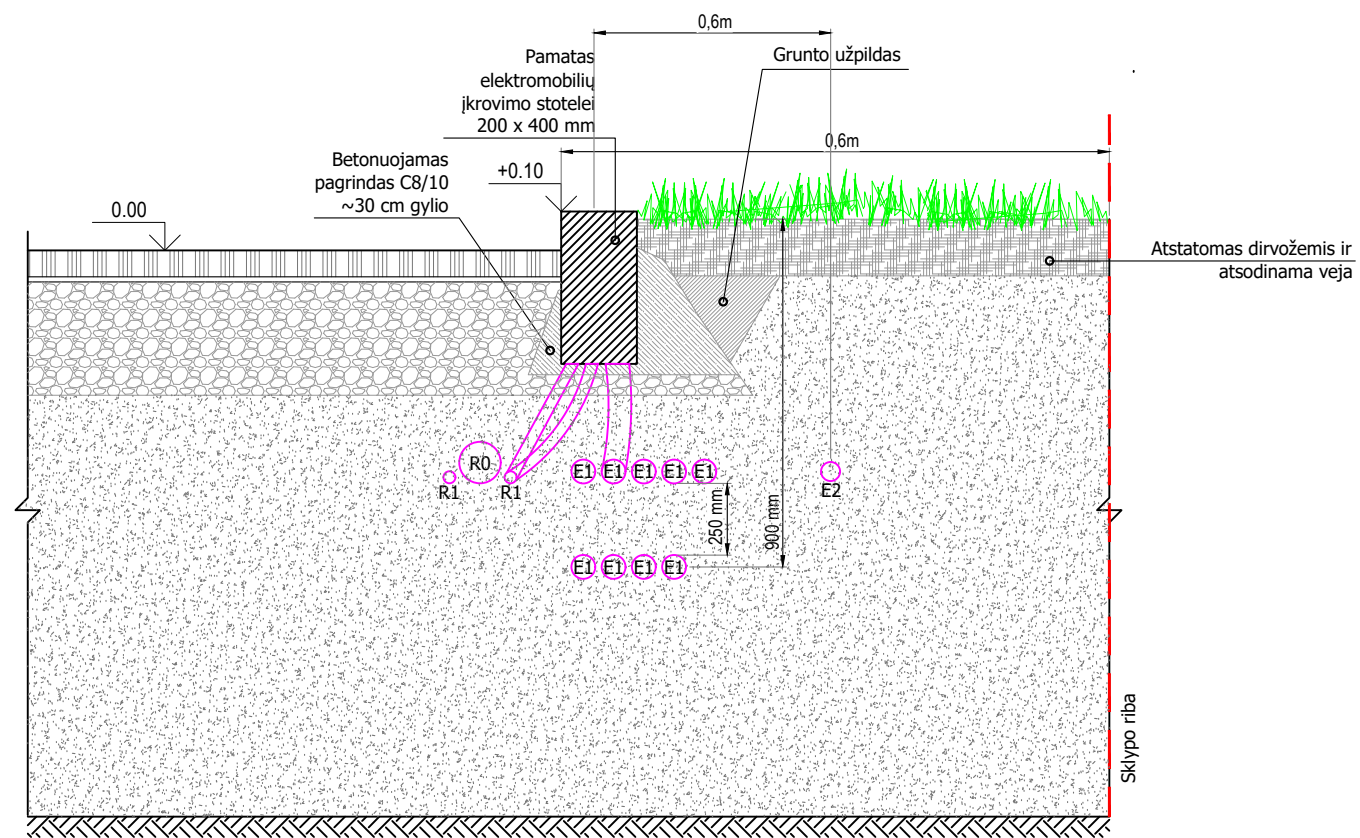 0,6m
Pamatas
elektromobilių
įkrovimo stotelei
200 x 400 mm
Grunto užpildas
0,6m
Betonuojamas
pagrindas C8/10
~30 cm gylio
+0.10
0.00
Atstatomas dirvožemis ir
atsodinama veja
R0
R1
R1
E1 E1 E1 E1 E1
E2
250 mm
900 mm
E1 E1 E1 E1
Sklypo riba